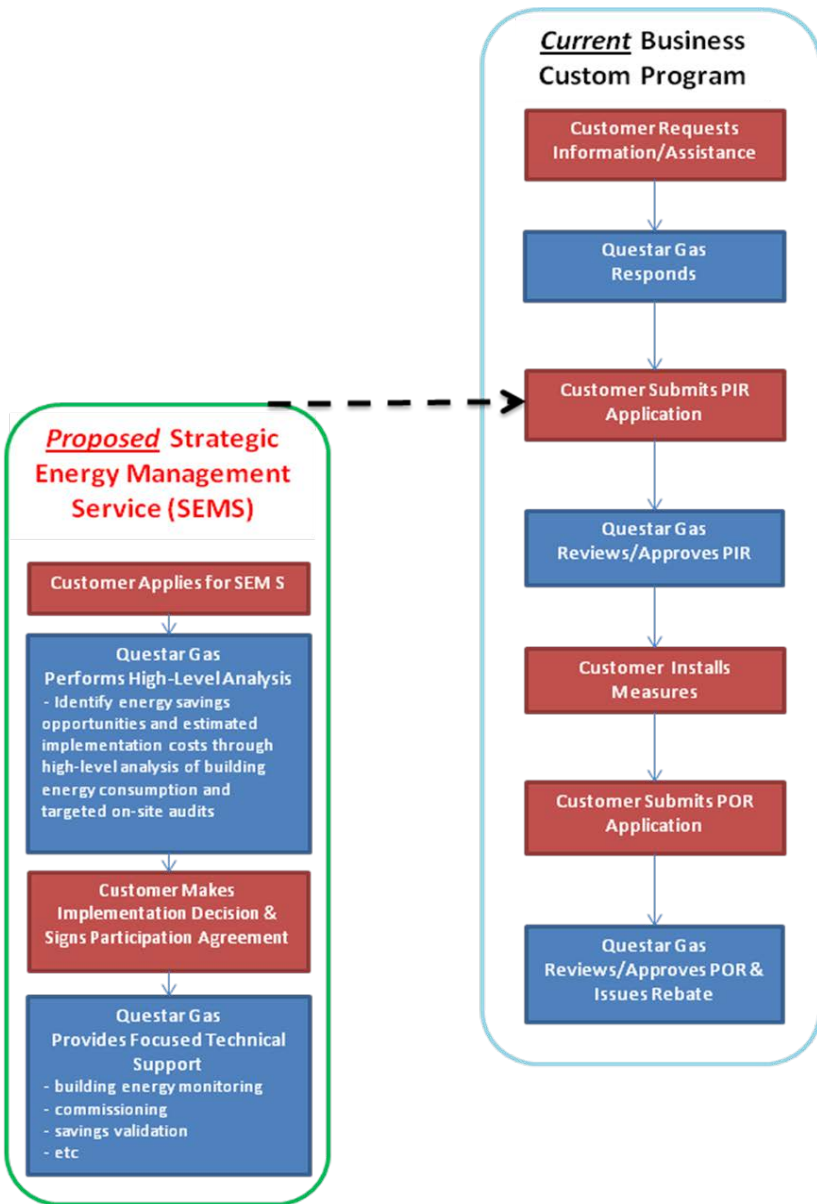 Current Business
Custom Program
Customer Requests
Information/Assistance
Questar Gas
Responds
Customer Submits PIR
Application
Questar Gas
Reviews/Approves PIR
Customer Installs
Measures
Customer Submits POR
Application
Questar Gas
Reviews/Approves POR &
Issues Rebate
Proposed Strategic
Energy Management
Service (SEMS)
Customer Applies for SEM S
Questar Gas
Performs High-Level Analysis
- Identify energy savings
opportunities and estimated
implementation costs through
high-level analysis of building
energy consumption and
targeted on-site audits
Customer Makes
Implementation Decision &
Signs Participation Agreement
Questar Gas
Provides Focused Technical
Support
- building energy monitoring
- commissioning
- savings validation
- etc